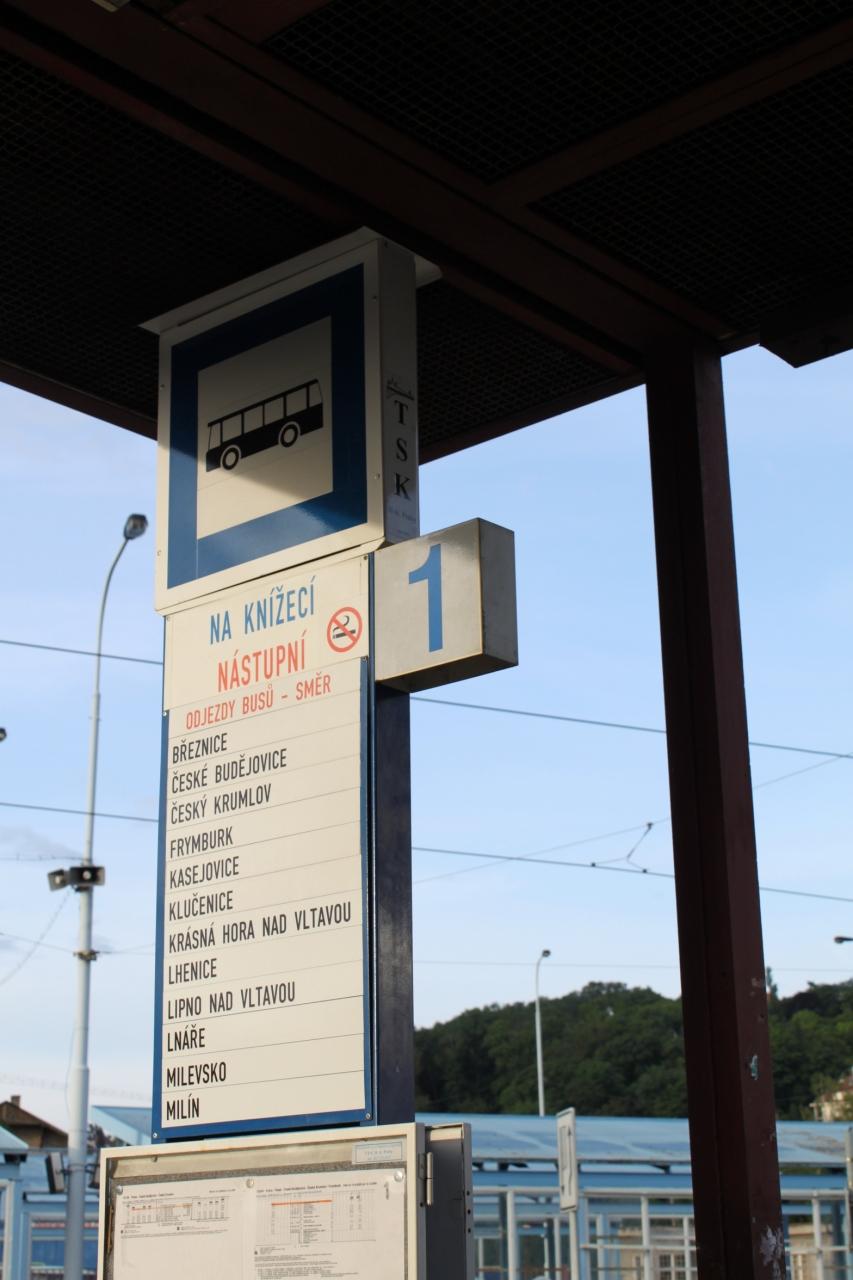 TSK
1
NA KNÍŽECÍ
NÁSTUPNÍ
ODJEZDY BUSŮ - SMĚR
BŘEZNICE
ČESKÉ BUDĚJOVICE
ČESKÝ KRUMLOV
FRYMBURK
KASEJOVICE
KLUČENICE
KRÁSNÁ HORA NAD VLTAVOU
LHENICE
LIPNO NAD VLTAVOU
LNÁŘE
MILEVSKO
MILÍN